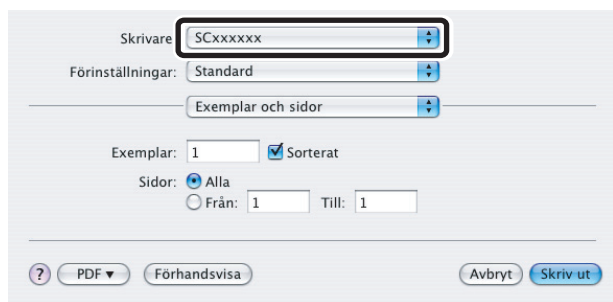 Skrivare: SCxxxxxx
Förinställningar: Standard
Exemplar och sidor
Exemplar: 1 Sorterat
Sidor: Alla
Från: 1 Till: 1
? PDF Förhandsvisa Avbryt Skriv ut